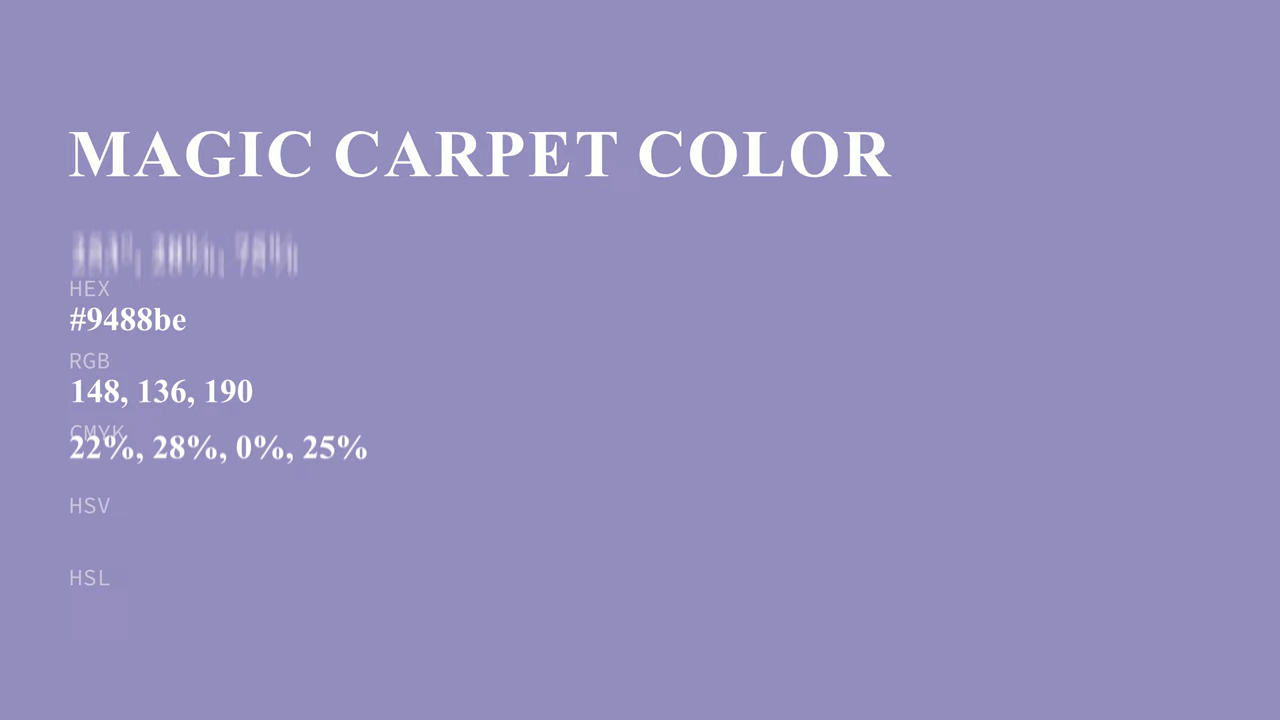 MAGIC CARPET COLOR
HEX
#9488be
RGB
148, 136, 190
CMYK
22%, 28%, 0%, 25%
HSV
HSL